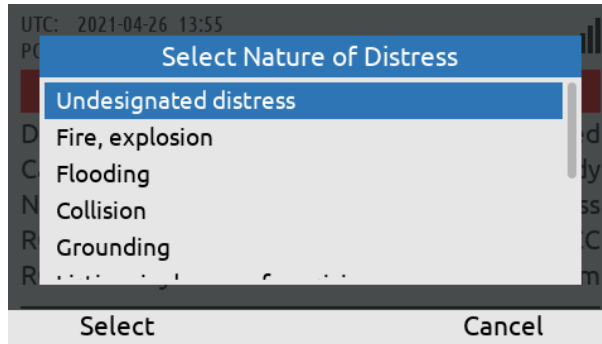 UTC: 2021-04-26 13:55
Select Nature of Distress
Undesignated distress
Fire, explosion
Flooding
Collision
Grounding
Select
Cancel